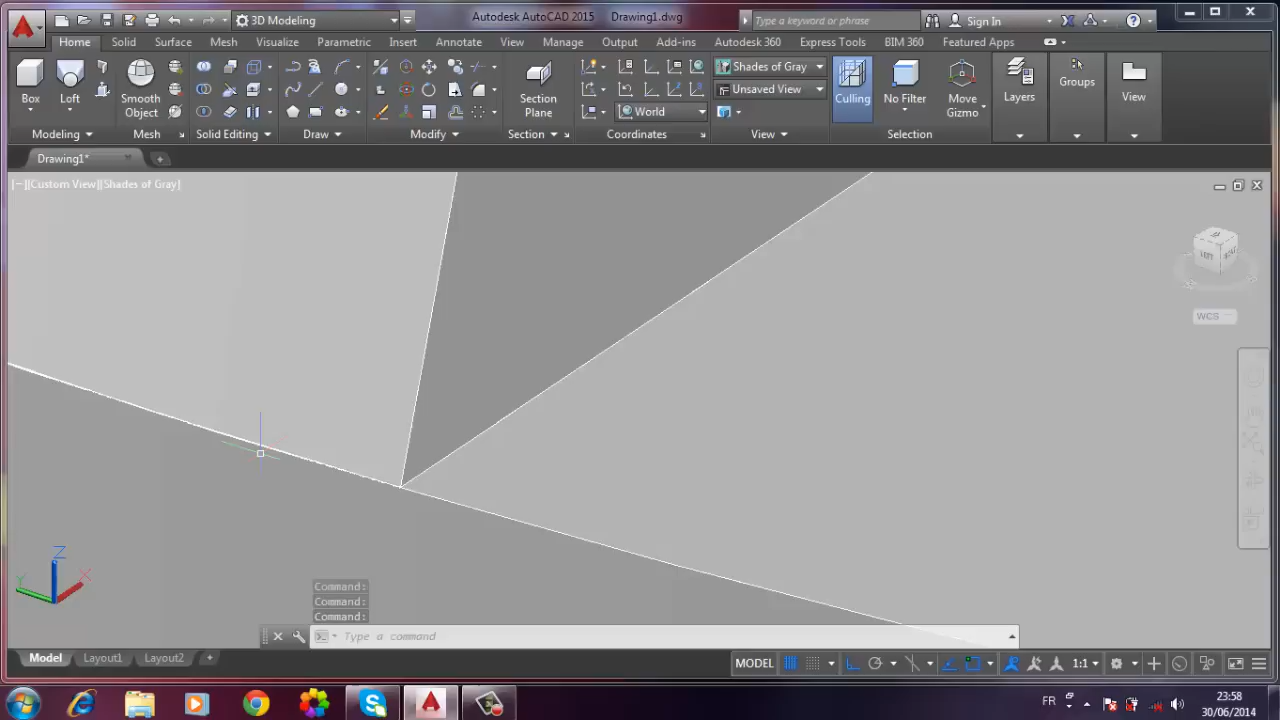 3D Modeling
Autodesk AutoCAD 2015 Drawing1.dwg
Type a keyword or phrase
Sign In
Home Solid Surface Mesh Visualize Parametric Insert Annotate View Manage Output Add-ins Autodesk 360 Express Tools BIM 360 Featured Apps
Box
Loft
Smooth
Object
Section
Plane
World
Shades of Gray
Unsaved View
Culling
No Filter
Move
Gizmo
Layers
Groups
View
Modeling
Mesh
Solid Editing
Draw
Modify
Section
Coordinates
View
Selection
Drawing1*
[−][Custom View][Shades of Gray]
LEFT
WCS
Z
Y
X
Command:
Command:
Command:
Type a command
Model Layout1 Layout2
MODEL
1:1
FR
23:58
30/06/2014